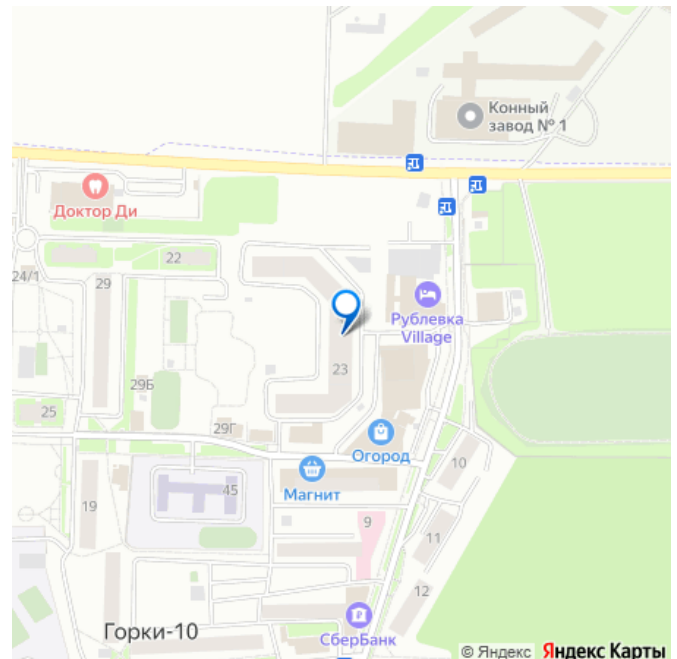 Конный
завод № 1
Доктор Ди
22
24/1
29
Рублевка
Village
23
29Б
25
29Г
Огород
10
Магнит
45
19
9
11
12
Горки-10
СберБанк
© Яндекс Яндекс Карты